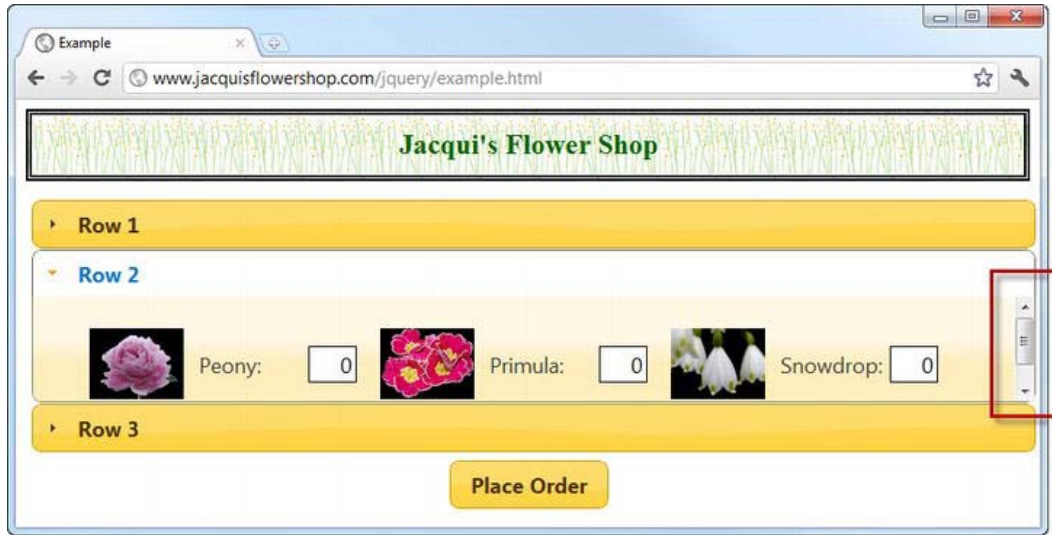 Example
www.jacquisflowershop.com/jquery/example.html
Jacqui's Flower Shop
Row 1
Row 2
Peony: 0 Primula: 0 Snowdrop: 0
Row 3
Place Order